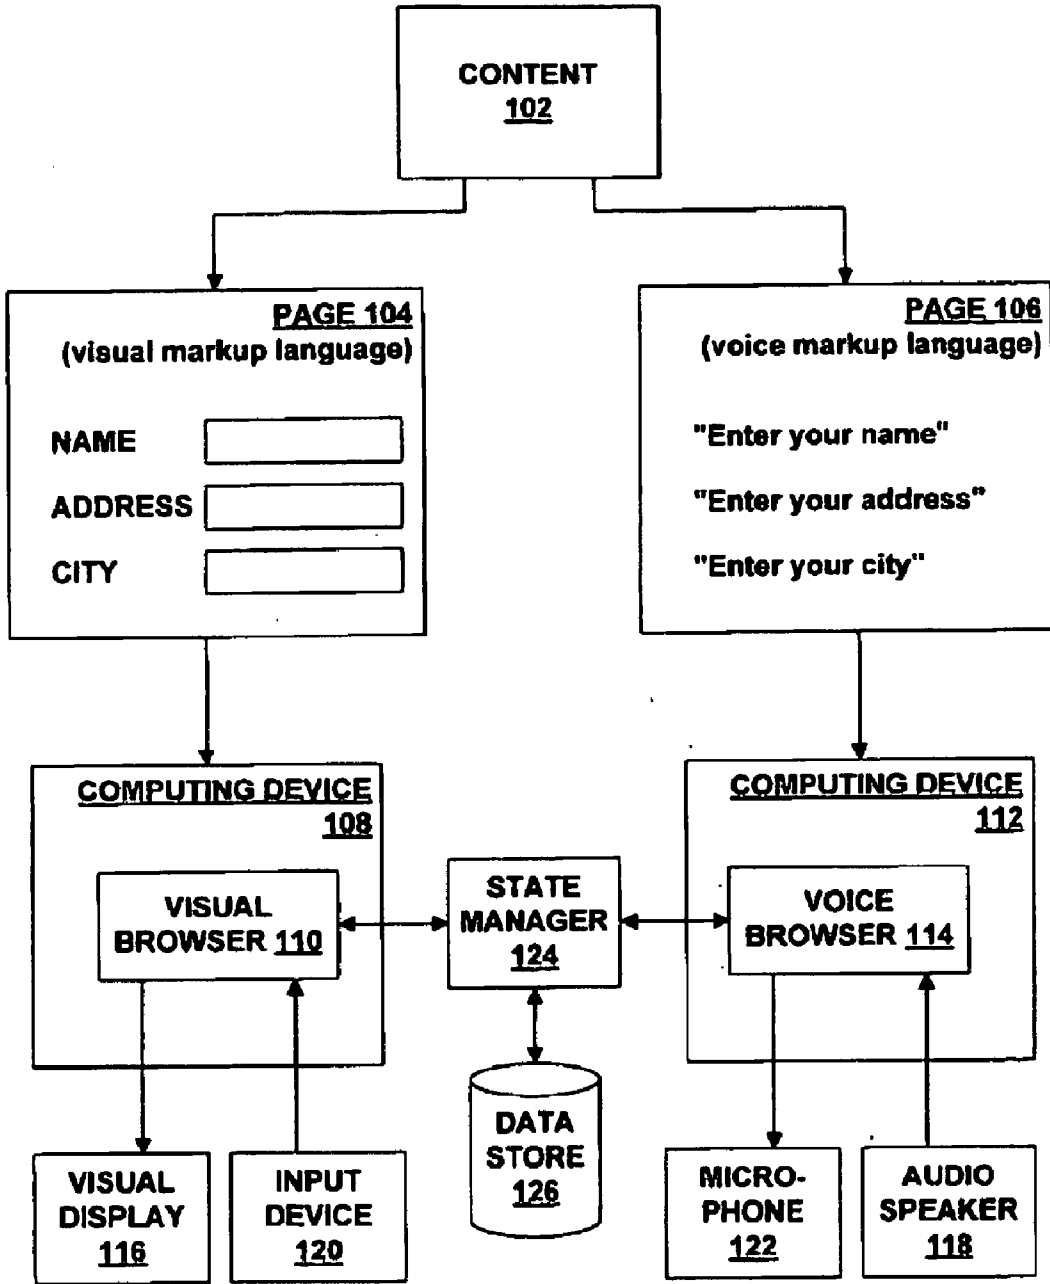 CONTENT
102
PAGE 104
(visual markup language)
NAME
ADDRESS
CITY
PAGE 106
(voice markup language)
"Enter your name"
"Enter your address"
"Enter your city"
COMPUTING DEVICE
108
VISUAL
BROWSER 110
STATE
MANAGER
124
COMPUTING DEVICE
112
VOICE
BROWSER 114
DATA
STORE
126
VISUAL
DISPLAY
116
INPUT
DEVICE
120
MICRO-
PHONE
122
AUDIO
SPEAKER
118